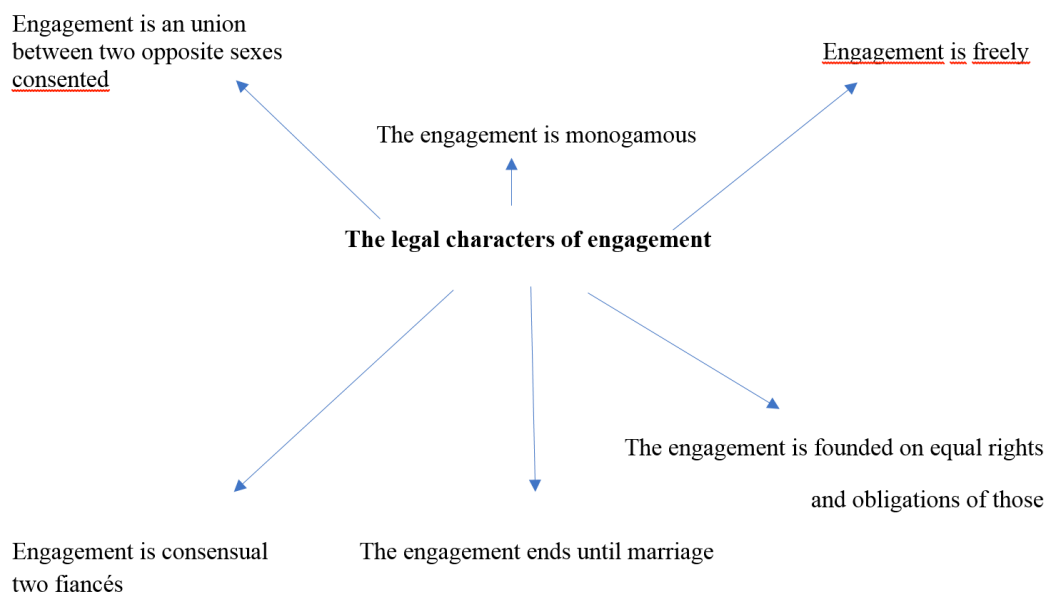 Engagement is an union
between two opposite sexes
consented
Engagement is freely
The engagement is monogamous
The legal characters of engagement
The engagement is founded on equal rights
and obligations of those
Engagement is consensual
two fiancés
The engagement ends until marriage